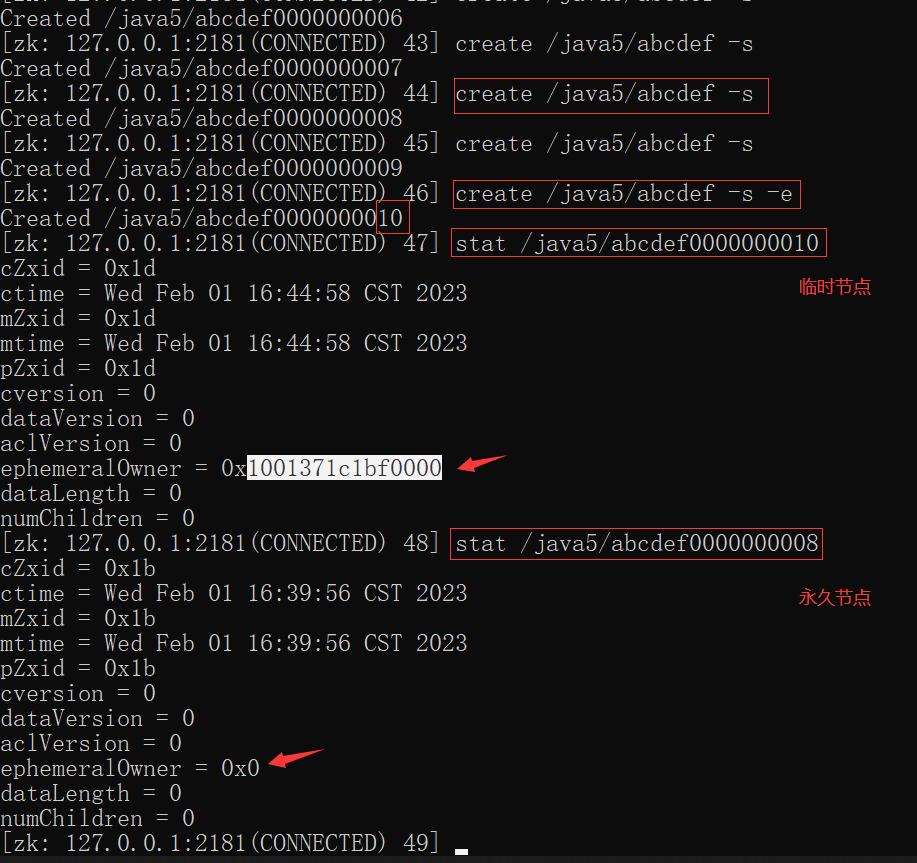 Created /java5/abcdef0000000006
[zk: 127.0.0.1:2181(CONNECTED) 43] create /java5/abcdef -s
Created /java5/abcdef0000000007
[zk: 127.0.0.1:2181(CONNECTED) 44] create /java5/abcdef -s
Created /java5/abcdef0000000008
[zk: 127.0.0.1:2181(CONNECTED) 45] create /java5/abcdef -s
Created /java5/abcdef0000000009
[zk: 127.0.0.1:2181(CONNECTED) 46] create /java5/abcdef -s -e
Created /java5/abcdef0000000010
[zk: 127.0.0.1:2181(CONNECTED) 47] stat /java5/abcdef0000000010
cZxid = 0x1d
临时节点
ctime = Wed Feb 01 16:44:58 CST 2023
mZxid = 0x1d
mtime = Wed Feb 01 16:44:58 CST 2023
pZxid = 0x1d
cversion = 0
dataVersion = 0
aclVersion = 0
ephemeralOwner = 0x1001371c1bf0000
dataLength = 0
numChildren = 0
[zk: 127.0.0.1:2181(CONNECTED) 48] stat /java5/abcdef0000000008
cZxid = 0x1b
ctime = Wed Feb 01 16:39:56 CST 2023
永久节点
mZxid = 0x1b
mtime = Wed Feb 01 16:39:56 CST 2023
pZxid = 0x1b
cversion = 0
dataVersion = 0
aclVersion = 0
ephemeralOwner = 0x0
dataLength = 0
numChildren = 0
[zk: 127.0.0.1:2181(CONNECTED) 49]